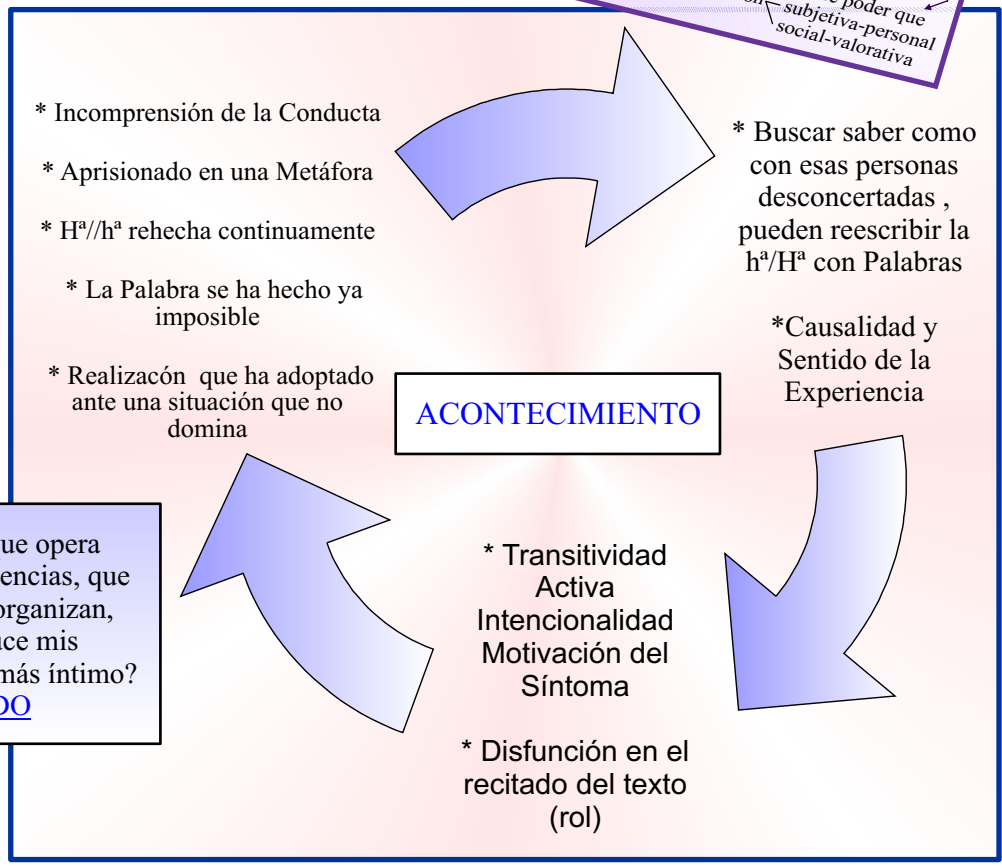 poder que
subjetiva-personal
social-valorativa
* Incomprensión de la Conducta
* Aprisionado en una Metáfora
* Hª//hª rehecha continuamente
* La Palabra se ha hecho ya
imposible
* Realizacón que ha adoptado
ante una situación que no
domina
* Buscar saber como
con esas personas
desconcertadas ,
pueden reescribir la
hª/Hª con Palabras
*Causalidad y
Sentido de la
Experiencia
ACONTECIMIENTO
* Transitividad
Activa
Intencionalidad
Motivación del
Síntoma
* Disfunción en el
recitado del texto
(rol)
ue opera
encias, que
organizan,
uce mis
más íntimo?
DO